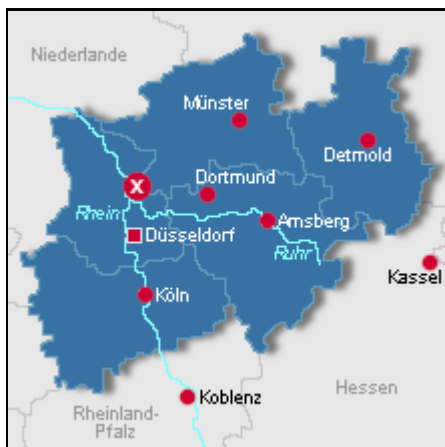 Niederlande
Münster
Detmold
Dortmund
X
Rhein
Arnsberg
Düsseldorf
Ruhr
Kassel
Köln
Hessen
Koblenz
Rheinland-
Pfalz